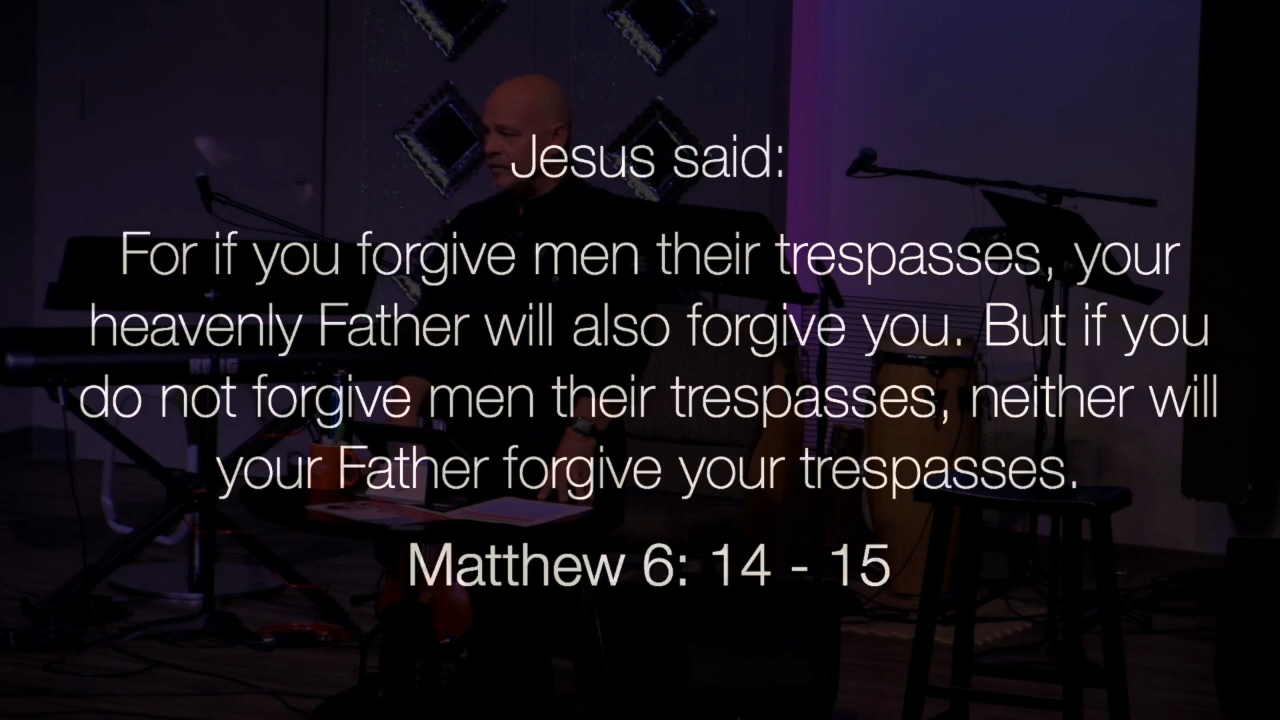 Jesus said:
For if you forgive men their trespasses, your
heavenly Father will also forgive you. But if you
do not forgive men their trespasses, neither will
your Father forgive your trespasses.
Matthew 6: 14 - 15